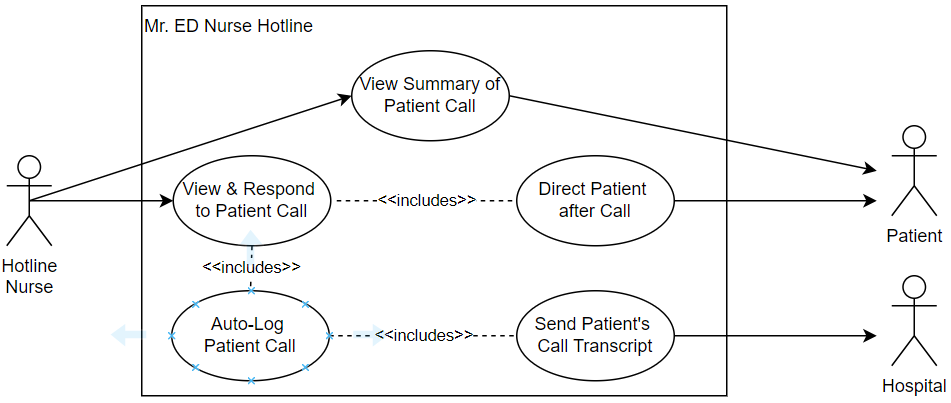 Mr. ED Nurse Hotline
View Summary of
Patient Call
View & Respond
to Patient Call
<<includes>>
Direct Patient
after Call
Patient
Hotline
Nurse
<<includes>>
Auto-Log
Patient Call
<<includes>>
Send Patient's
Call Transcript
Hospital